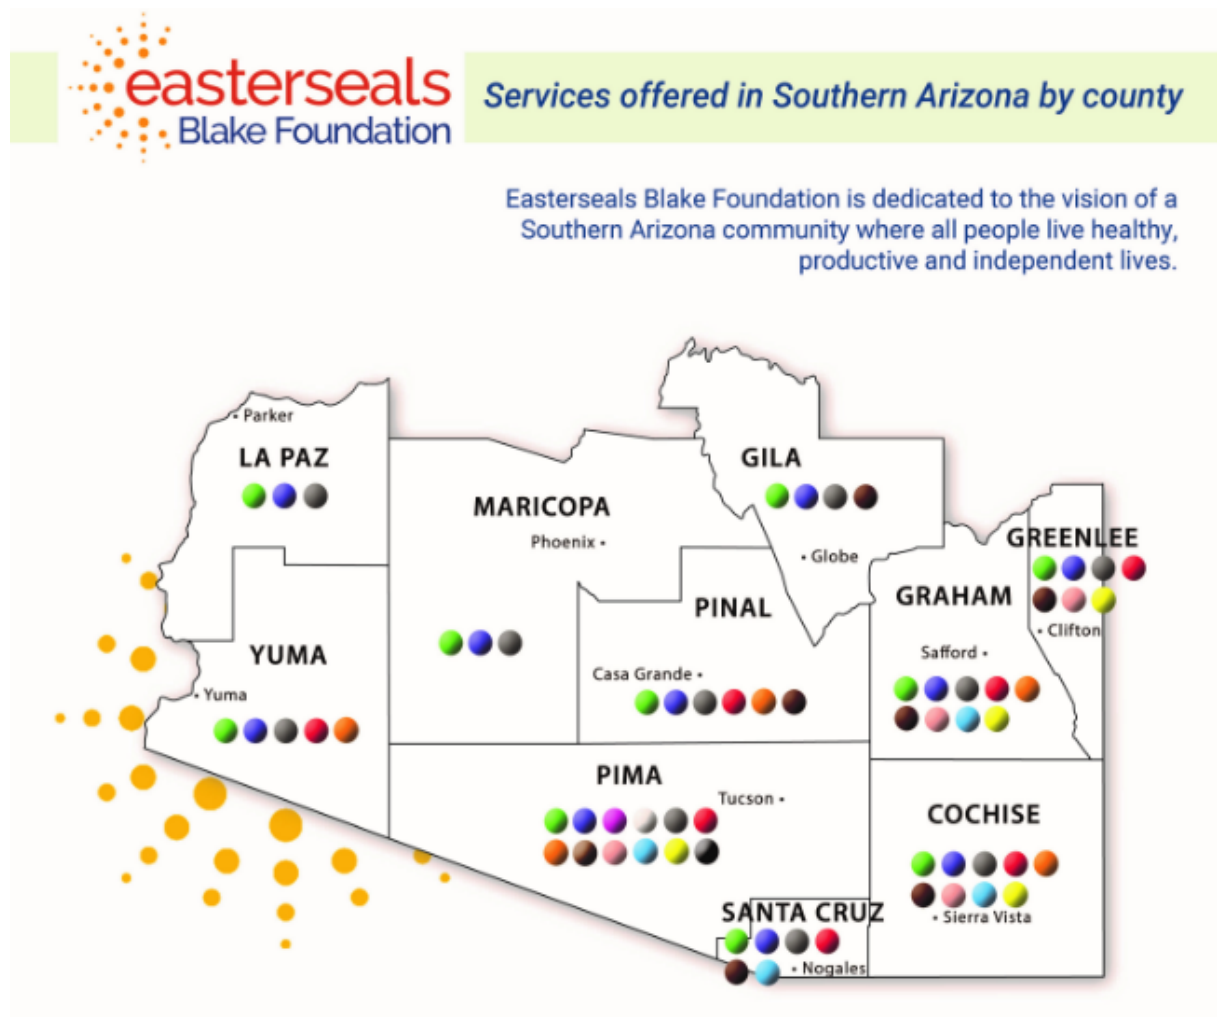 easterseals
Blake Foundation
Services offered in Southern Arizona by county
Easterseals Blake Foundation is dedicated to the vision of a
Southern Arizona community where all people live healthy,
productive and independent lives.
• Parker
LA PAZ
GILA
MARICOPA
Phoenix •
GREENLEE
• Globe
GRAHAM
PINAL
• Clifton
YUMA
Safford •
Casa Grande •
• Yuma
PIMA
Tucson •
COCHISE
SANTA CRUZ
• Sierra Vista
• Nogales